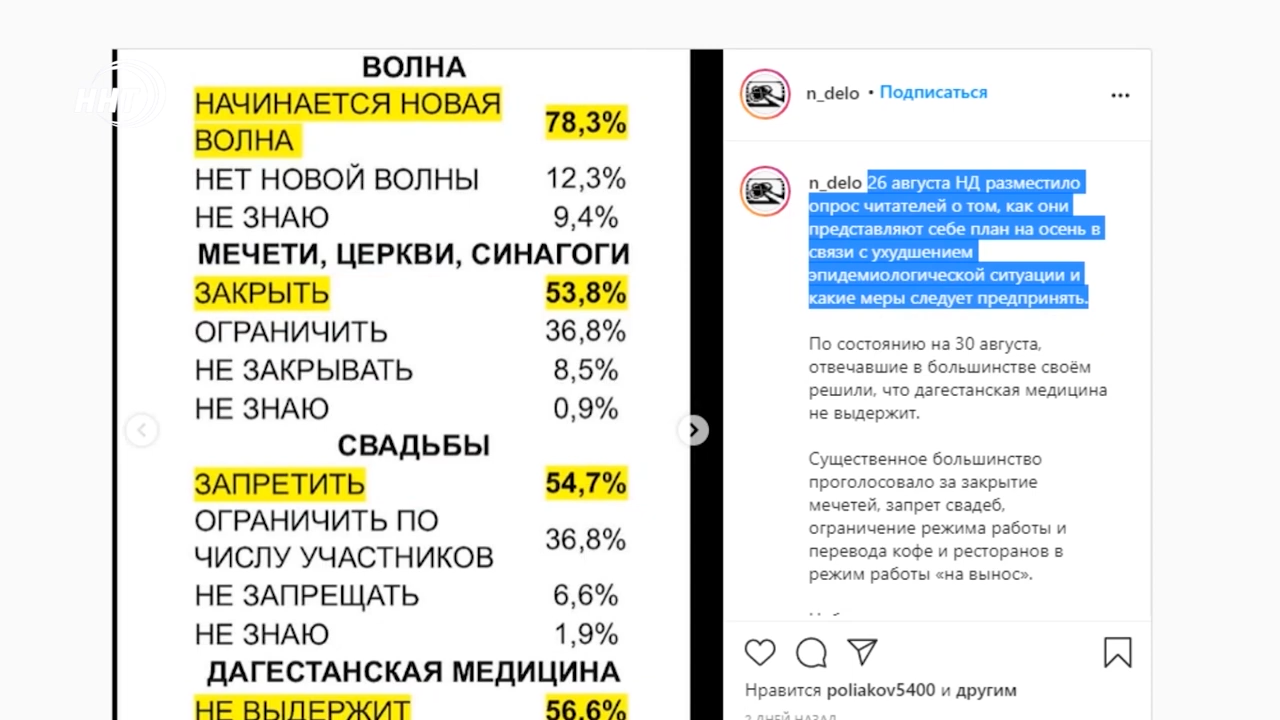 ННТ
ВОЛНА
НАЧИНАЕТСЯ НОВАЯ
ВОЛНА
78,3%
НЕТ НОВОЙ ВОЛНЫ 12,3%
НЕ ЗНАЮ 9,4%
МЕЧЕТИ, ЦЕРКВИ, СИНАГОГИ
ЗАКРЫТЬ 53,8%
ОГРАНИЧИТЬ 36,8%
НЕ ЗАКРЫВАТЬ 8,5%
НЕ ЗНАЮ 0,9%
СВАДЬБЫ
ЗАПРЕТИТЬ 54,7%
ОГРАНИЧИТЬ ПО
ЧИСЛУ УЧАСТНИКОВ
36,8%
НЕ ЗАПРЕЩАТЬ 6,6%
НЕ ЗНАЮ 1,9%
ДАГЕСТАНСКАЯ МЕДИЦИНА
НЕ ВЫДЕРЖИТ 56,6%
n_delo • Подписаться
n_delo 26 августа НД разместило
опрос читателей о том, как они
представляют себе план на осень в
связи с ухудшением
эпидемиологической ситуации и
какие меры следует предпринять.
По состоянию на 30 августа,
отвечавшие в большинстве своём
решили, что дагестанская медицина
не выдержит.
Существенное большинство
проголосовало за закрытие
мечетей, запрет свадеб,
ограничение режима работы и
перевода кофе и ресторанов в
режим работы «на вынос».
Нравится poliakov5400 и другим
2 ДНЕЙ НАЗАД